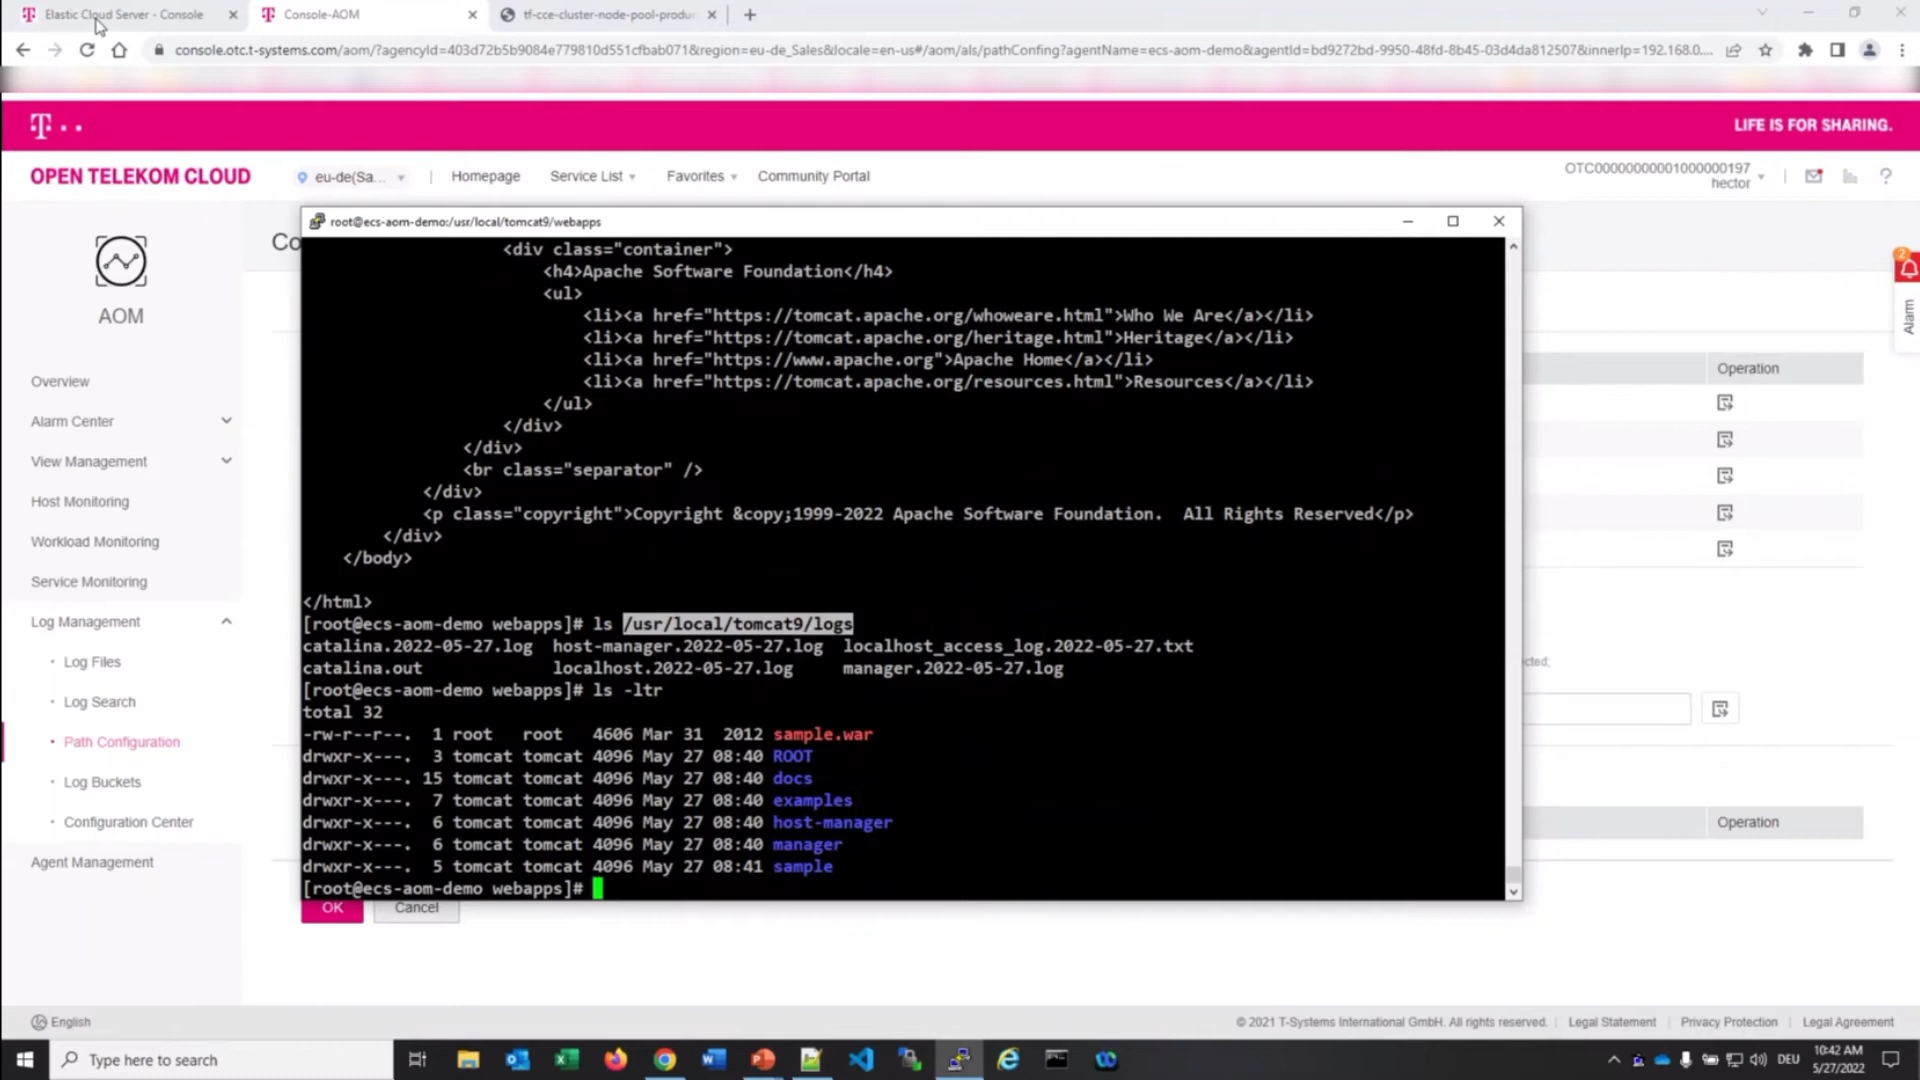 Elastic Cloud Server - Console
Console-AOM
tf-cce-cluster-node-pool-produc
console.otc.t-systems.com/aom/?agencyId=403d72b5b9084e779810d551cfbab071&region=eu-de_Sales&locale=en-us#/aom/als/pathConfing?agentName=ecs-aom-demo&agentId=bd9272bd-9950-48fd-8b45-03d4da812507&innerIp=192.168.0....
T
LIFE IS FOR SHARING.
OPEN TELEKOM CLOUD
eu-de(Sa...
Homepage
Service List
Favorites
Community Portal
OTC00000000001000000197
hector
?
AOM
Overview
Alarm Center
View Management
Host Monitoring
Workload Monitoring
Service Monitoring
Log Management
Log Files
Log Search
Path Configuration
Log Buckets
Configuration Center
Agent Management
Co
root@ecs-aom-demo:/usr/local/tomcat9/webapps
<div class="container">
<h4>Apache Software Foundation</h4>
<ul>
<li><a href="https://tomcat.apache.org/whoweare.html">Who We Are</a></li>
<li><a href="https://tomcat.apache.org/heritage.html">Heritage</a></li>
<li><a href="https://www.apache.org">Apache Home</a></li>
<li><a href="https://tomcat.apache.org/resources.html">Resources</a></li>
</ul>
</div>
</div>
<br class="separator" />
</div>
<p class="copyright">Copyright &copy;1999-2022 Apache Software Foundation.  All Rights Reserved</p>
</div>
</body>
</html>
[root@ecs-aom-demo webapps]# ls /usr/local/tomcat9/logs
catalina.2022-05-27.log  host-manager.2022-05-27.log  localhost_access_log.2022-05-27.txt
catalina.out             localhost.2022-05-27.log     manager.2022-05-27.log
[root@ecs-aom-demo webapps]# ls -ltr
total 32
-rw-r--r--.  1 root   root   4606 Mar 31  2012 sample.war
drwxr-x---.  3 tomcat tomcat 4096 May 27 08:40 ROOT
drwxr-x---. 15 tomcat tomcat 4096 May 27 08:40 docs
drwxr-x---.  7 tomcat tomcat 4096 May 27 08:40 examples
drwxr-x---.  6 tomcat tomcat 4096 May 27 08:40 host-manager
drwxr-x---.  6 tomcat tomcat 4096 May 27 08:40 manager
drwxr-x---.  5 tomcat tomcat 4096 May 27 08:41 sample
[root@ecs-aom-demo webapps]#
2
Alarm
Operation
cted;
Operation
OK
Cancel
English
© 2021 T-Systems International GmbH. All rights reserved.
Legal Statement
Privacy Protection
Legal Agreement
Type here to search
DEU
10:42 AM
5/27/2022